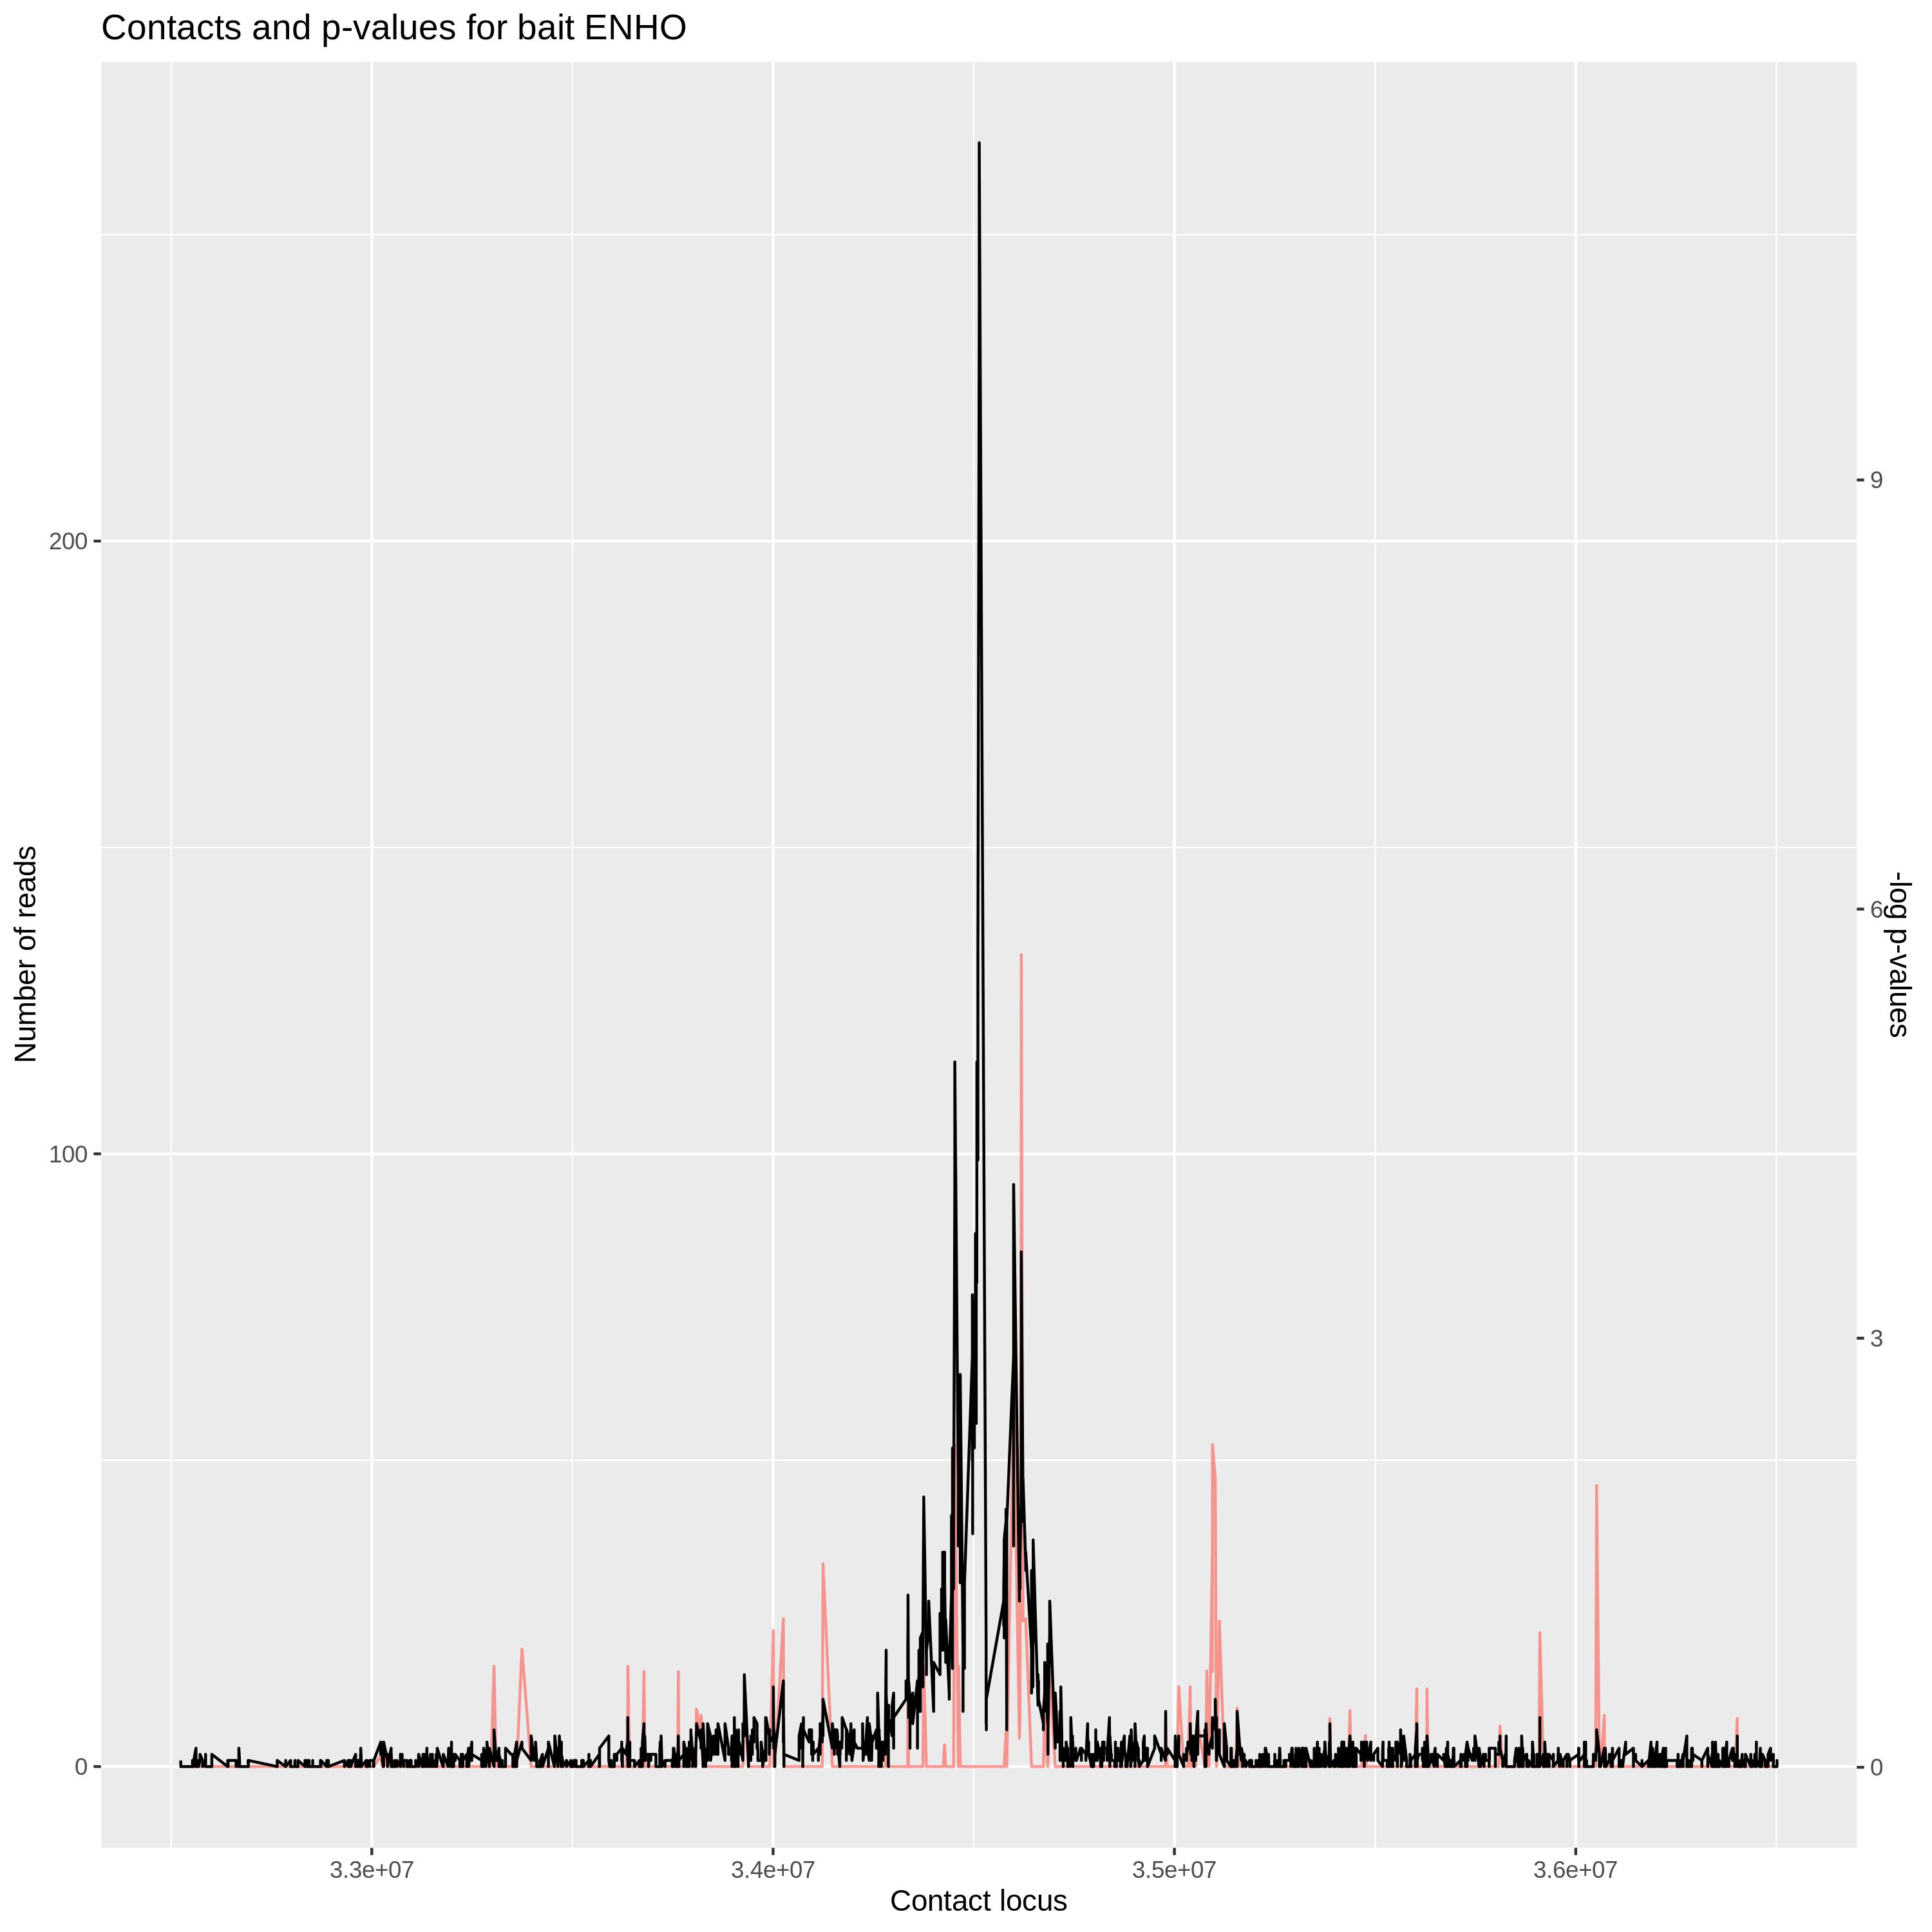 Contacts and p-values for bait ENHO
Number of reads
200
100
0
9
6
3
0
-log p-values
3.3e+07
3.4e+07
3.5e+07
3.6e+07
Contact locus